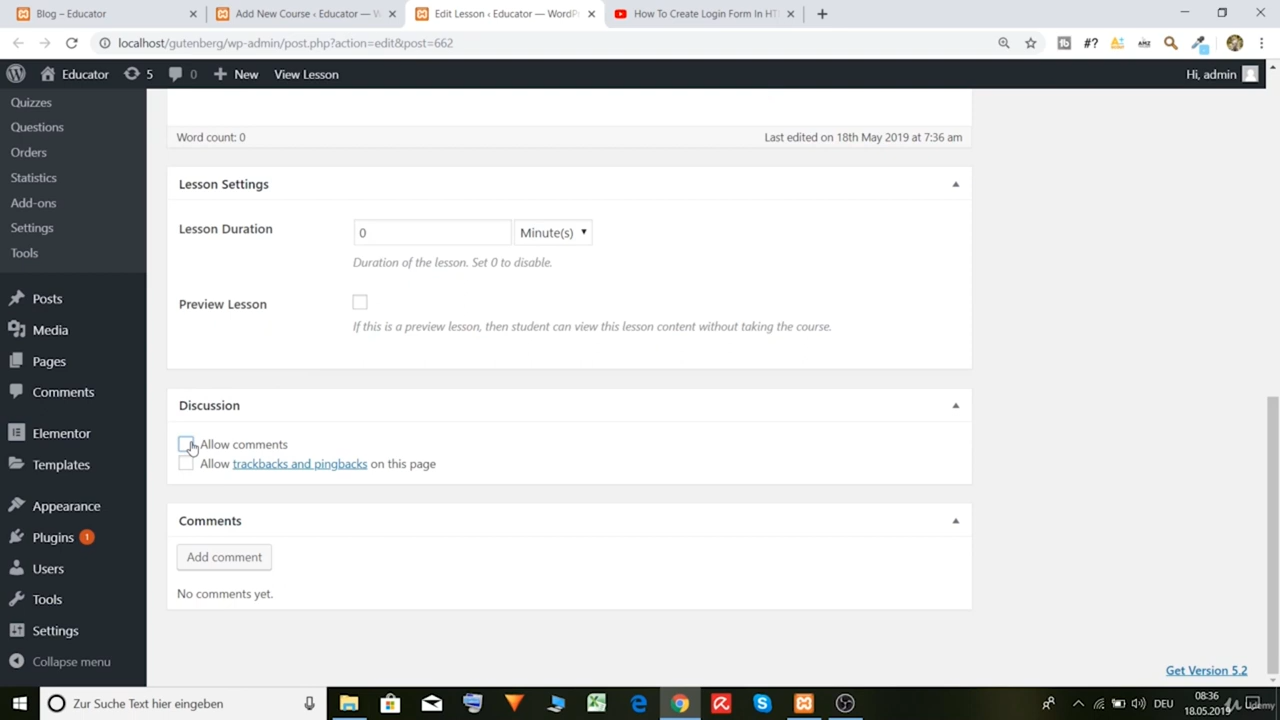 Blog – Educator
Add New Course ‹ Educator — W
Edit Lesson ‹ Educator — WordP
How To Create Login Form In HT
localhost/gutenberg/wp-admin/post.php?action=edit&post=662
Educator
5
0
New
View Lesson
Hi, admin
Quizzes
Questions
Orders
Statistics
Add-ons
Settings
Tools
Posts
Media
Pages
Comments
Elementor
Templates
Appearance
Plugins 1
Users
Tools
Settings
Collapse menu
Word count: 0
Last edited on 18th May 2019 at 7:36 am
Lesson Settings
Lesson Duration
0
Minute(s)
Duration of the lesson. Set 0 to disable.
Preview Lesson
If this is a preview lesson, then student can view this lesson content without taking the course.
Discussion
Allow comments
Allow trackbacks and pingbacks on this page
Comments
Add comment
No comments yet.
Get Version 5.2
Zur Suche Text hier eingeben
DEU
08:36
18.05.2019
Udemy